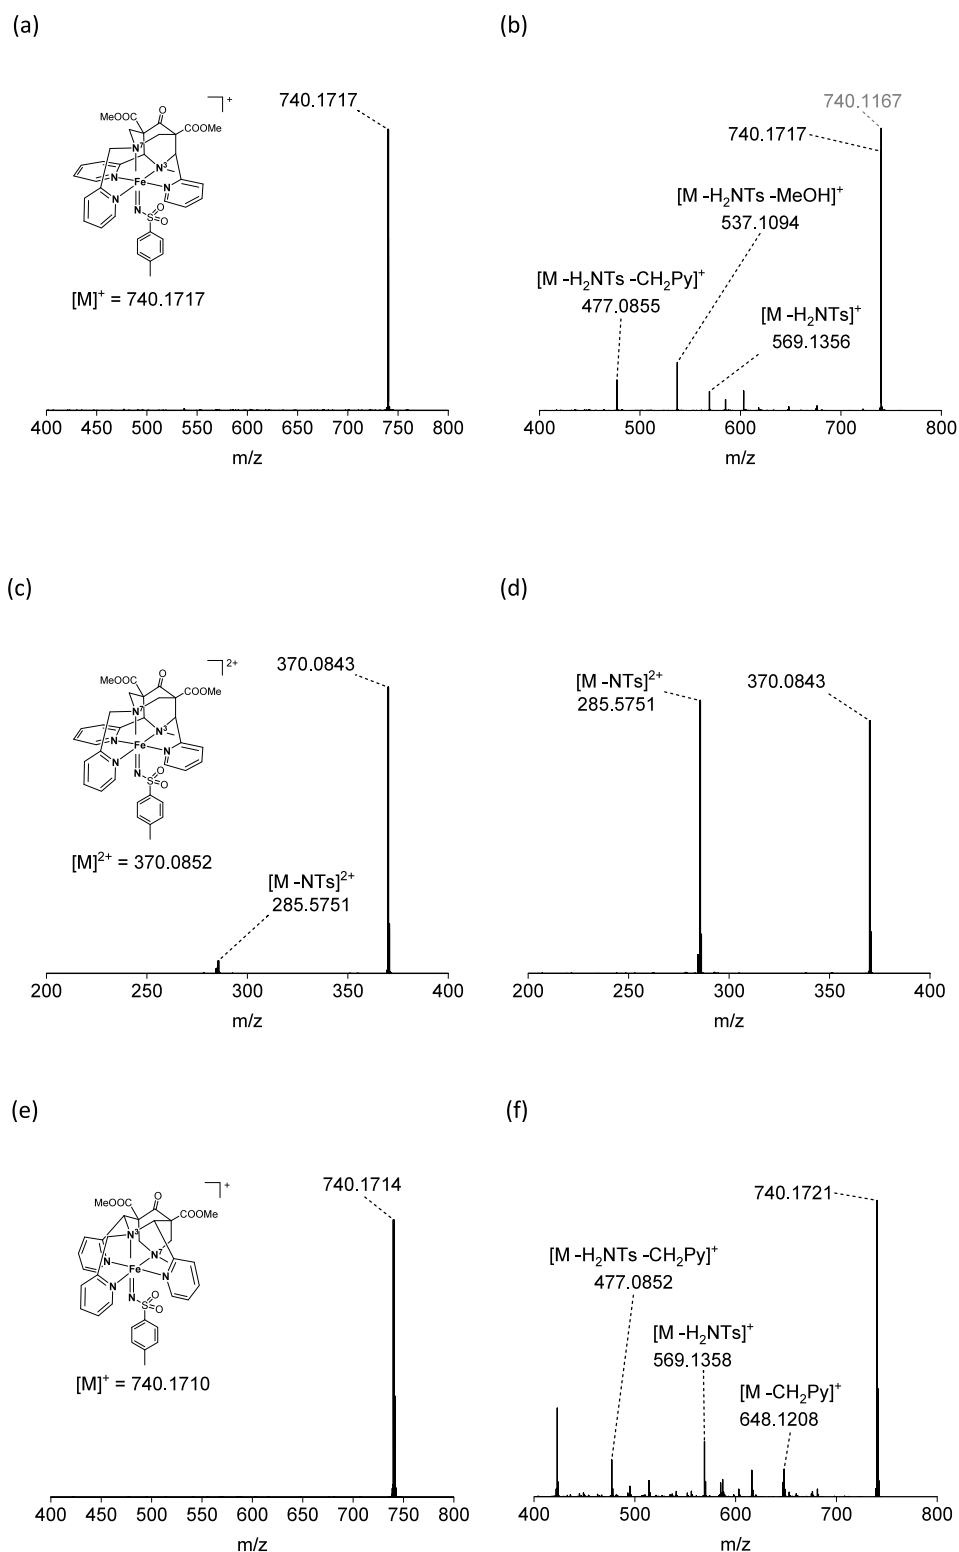 (a)
MeOOC
O
COOMe
N⁷
N³
N
Fe
N
N
N
S
O
O
]⁺
[M]⁺ = 740.1717
740.1717
400 450 500 550 600 650 700 750 800
m/z
(b)
740.1167
740.1717
[M -H₂NTs -MeOH]⁺
537.1094
[M -H₂NTs -CH₂Py]⁺
477.0855
[M -H₂NTs]⁺
569.1356
400 500 600 700 800
m/z
(c)
MeOOC
O
COOMe
N⁷
N³
N
Fe
N
N
N
S
O
O
]²⁺
[M]²⁺ = 370.0852
370.0843
[M -NTs]²⁺
285.5751
200 250 300 350 400
m/z
(d)
[M -NTs]²⁺
285.5751
370.0843
200 250 300 350 400
m/z
(e)
MeOOC
O
COOMe
N³
N⁷
N
Fe
N
N
N
S
O
O
]⁺
[M]⁺ = 740.1710
740.1714
400 450 500 550 600 650 700 750 800
m/z
(f)
740.1721
[M -H₂NTs -CH₂Py]⁺
477.0852
[M -H₂NTs]⁺
569.1358
[M -CH₂Py]⁺
648.1208
400 500 600 700 800
m/z